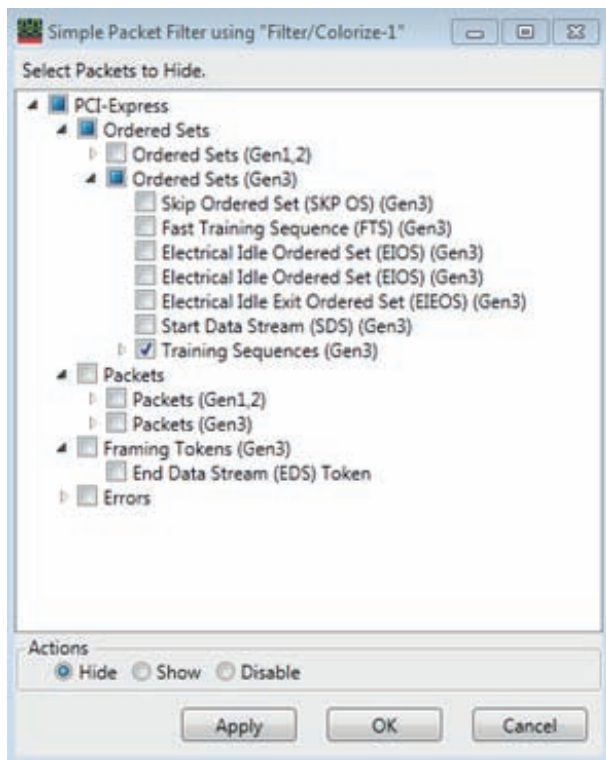 Simple Packet Filter using "Filter/Colorize-1"
Select Packets to Hide.
PCI-Express
Ordered Sets
Ordered Sets (Gen1,2)
Ordered Sets (Gen3)
Skip Ordered Set (SKP OS) (Gen3)
Fast Training Sequence (FTS) (Gen3)
Electrical Idle Ordered Set (EIOS) (Gen3)
Electrical Idle Ordered Set (EIOS) (Gen3)
Electrical Idle Exit Ordered Set (EIEOS) (Gen3)
Start Data Stream (SDS) (Gen3)
Training Sequences (Gen3)
Packets
Packets (Gen1,2)
Packets (Gen3)
Framing Tokens (Gen3)
End Data Stream (EDS) Token
Errors
Actions
Hide Show Disable
Apply OK Cancel